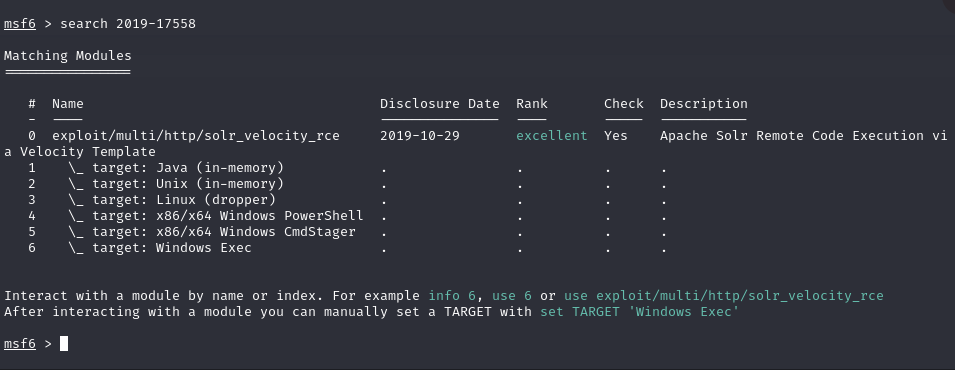 msf6 > search 2019-17558
Matching Modules
================
# Name Disclosure Date Rank Check Description
- ---- --------------- ---- ----- -----------
0 exploit/multi/http/solr_velocity_rce 2019-10-29 excellent Yes Apache Solr Remote Code Execution vi
a Velocity Template
1 \_ target: Java (in-memory) . . . .
2 \_ target: Unix (in-memory) . . . .
3 \_ target: Linux (dropper) . . . .
4 \_ target: x86/x64 Windows PowerShell . . . .
5 \_ target: x86/x64 Windows CmdStager . . . .
6 \_ target: Windows Exec . . . .
Interact with a module by name or index. For example info 6, use 6 or use exploit/multi/http/solr_velocity_rce
After interacting with a module you can manually set a TARGET with set TARGET 'Windows Exec'
msf6 >